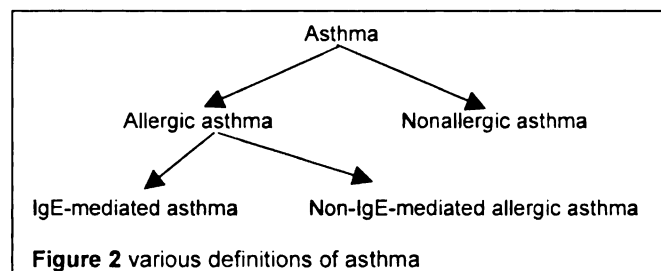 Asthma
Allergic asthma Nonallergic asthma
IgE-mediated asthma Non-IgE-mediated allergic asthma
Figure 2 various definitions of asthma